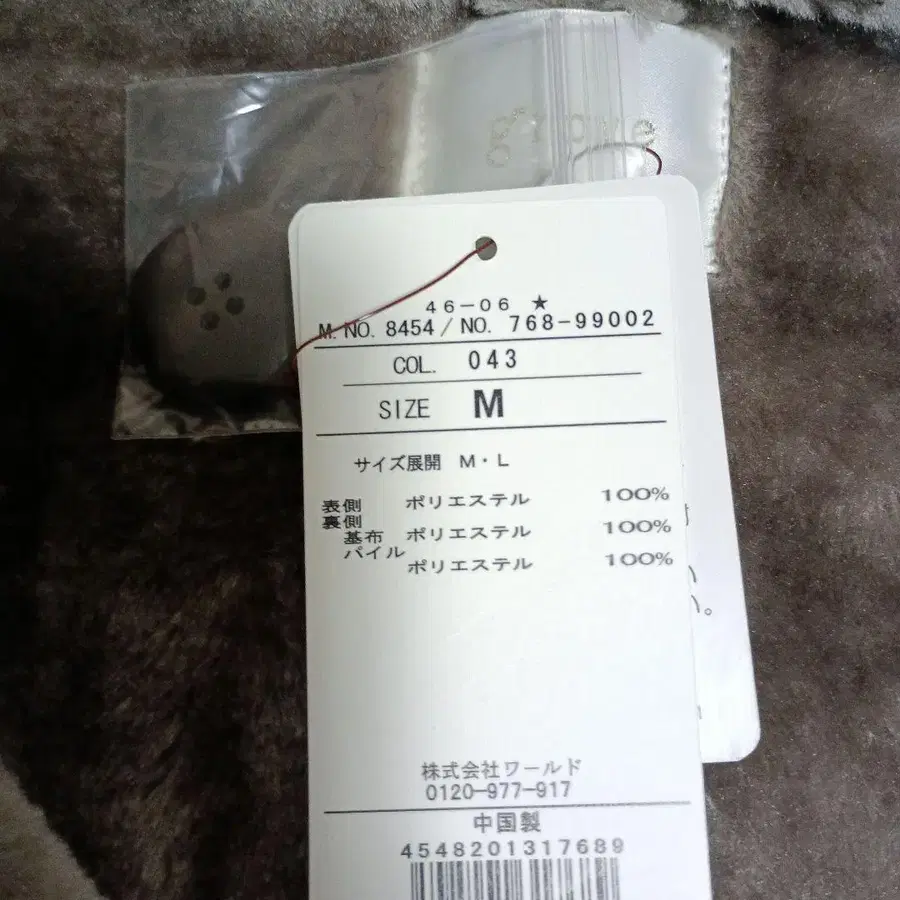 46-06 ★
M.NO. 8454/NO. 768-99002
COL. 043
SIZE M
サイズ展開 M・L
表側 ポリエステル 100%
裏側
基布 ポリエステル 100%
パイル
ポリエステル 100%
株式会社ワールド
0120-977-917
中国製
4548201317689